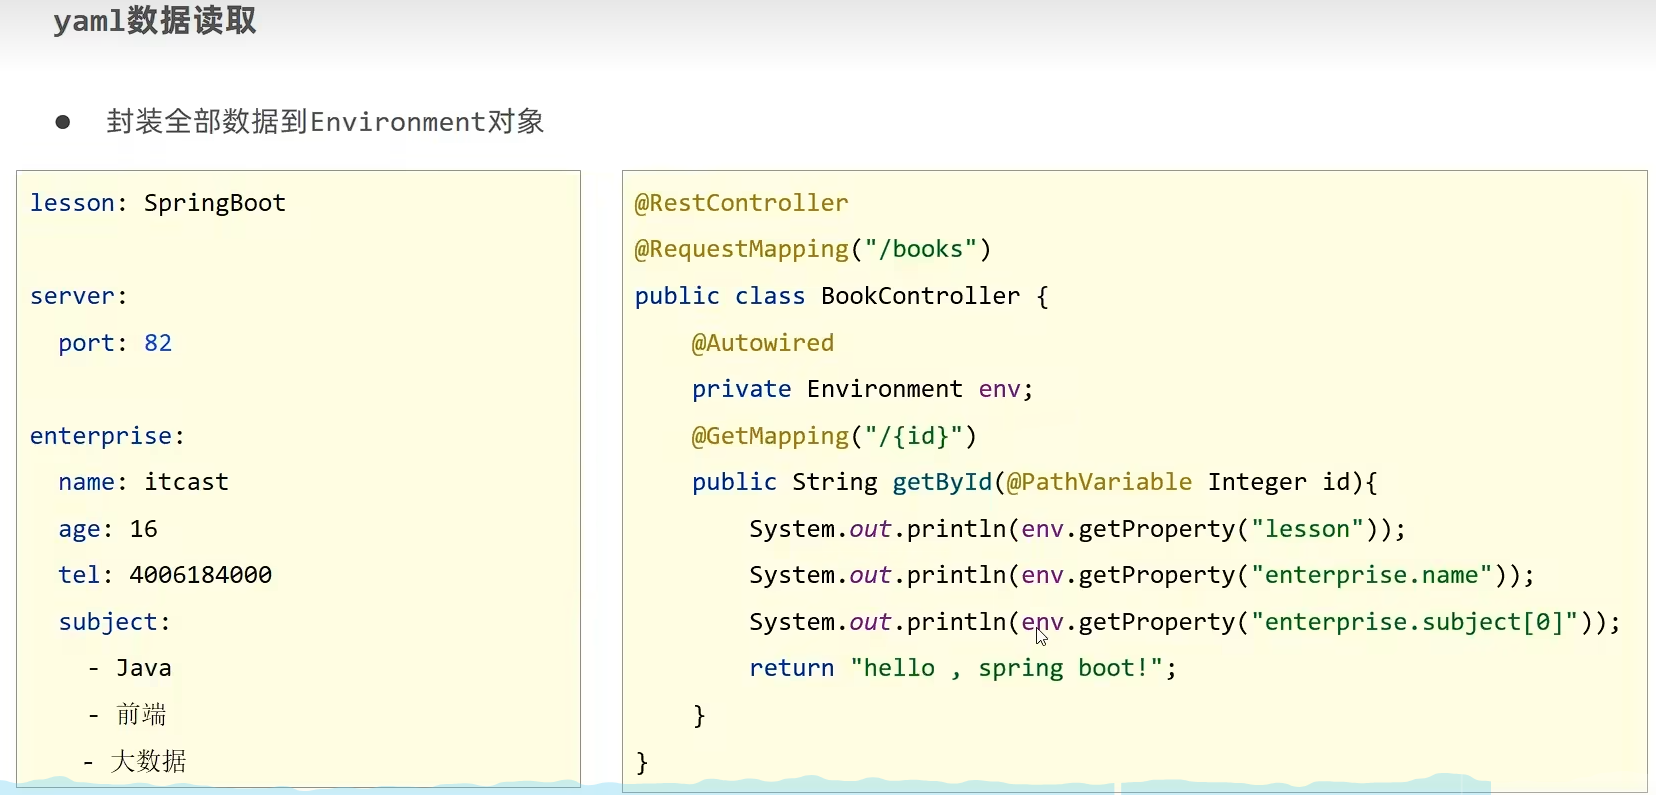 yaml数据读取
● 封装全部数据到Environment对象
lesson: SpringBoot
server:
  port: 82
enterprise:
  name: itcast
  age: 16
  tel: 4006184000
  subject:
    - Java
    - 前端
    - 大数据
@RestController
@RequestMapping("/books")
public class BookController {
    @Autowired
    private Environment env;
    @GetMapping("/{id}")
    public String getById(@PathVariable Integer id){
        System.out.println(env.getProperty("lesson"));
        System.out.println(env.getProperty("enterprise.name"));
        System.out.println(env.getProperty("enterprise.subject[0]"));
        return "hello , spring boot!";
    }
}